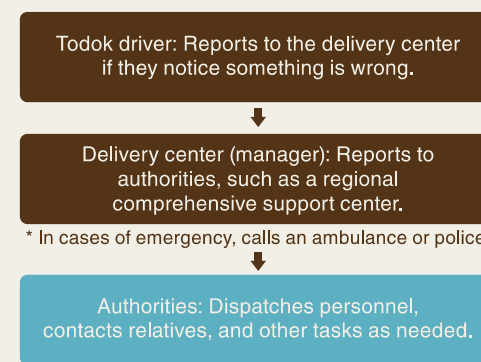 Todok driver: Reports to the delivery center
if they notice something is wrong.
Delivery center (manager): Reports to
authorities, such as a regional
comprehensive support center.
* In cases of emergency, calls an ambulance or police
Authorities: Dispatches personnel,
contacts relatives, and other tasks as needed.